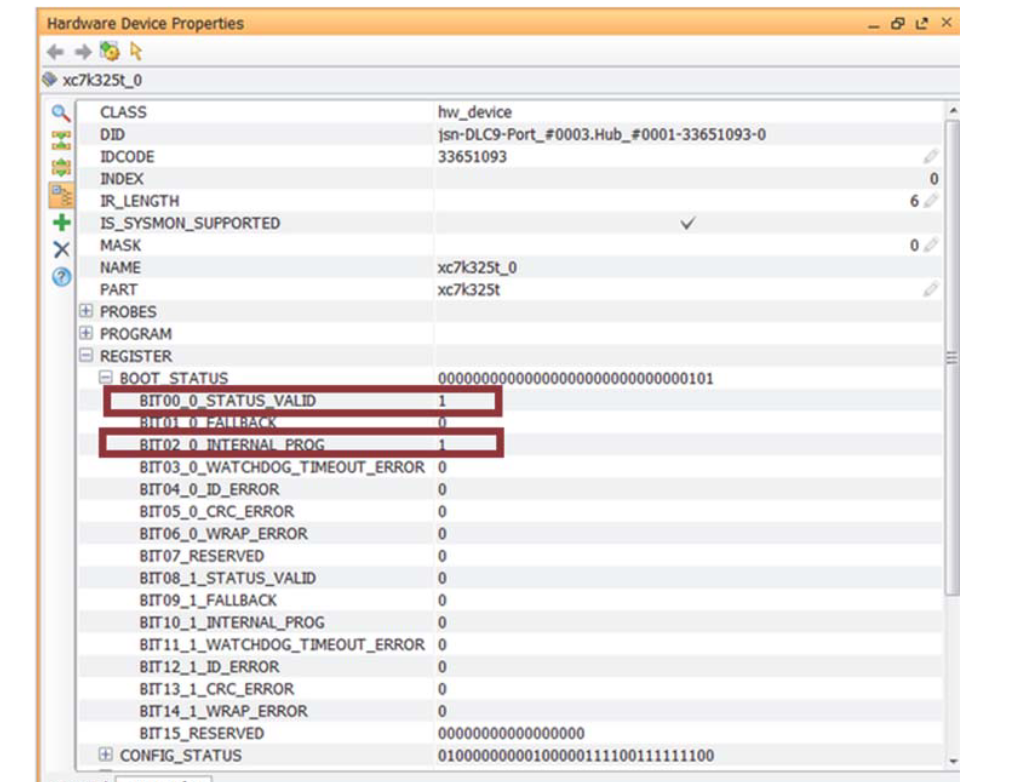 Hardware Device Properties
xc7k325t_0
CLASS hw_device
DID jsn-DLC9-Port_#0003.Hub_#0001-33651093-0
IDCODE 33651093
INDEX 0
IR_LENGTH 6
IS_SYSMON_SUPPORTED
MASK 0
NAME xc7k325t_0
PART xc7k325t
PROBES
PROGRAM
REGISTER
BOOT_STATUS 00000000000000000000000000000101
BIT00_0_STATUS_VALID 1
BIT01_0_FALLBACK 0
BIT02_0_INTERNAL_PROG 1
BIT03_0_WATCHDOG_TIMEOUT_ERROR 0
BIT04_0_ID_ERROR 0
BIT05_0_CRC_ERROR 0
BIT06_0_WRAP_ERROR 0
BIT07_RESERVED 0
BIT08_1_STATUS_VALID 0
BIT09_1_FALLBACK 0
BIT10_1_INTERNAL_PROG 0
BIT11_1_WATCHDOG_TIMEOUT_ERROR 0
BIT12_1_ID_ERROR 0
BIT13_1_CRC_ERROR 0
BIT14_1_WRAP_ERROR 0
BIT15_RESERVED 00000000000000000
CONFIG_STATUS 01000000000100000111100111111100